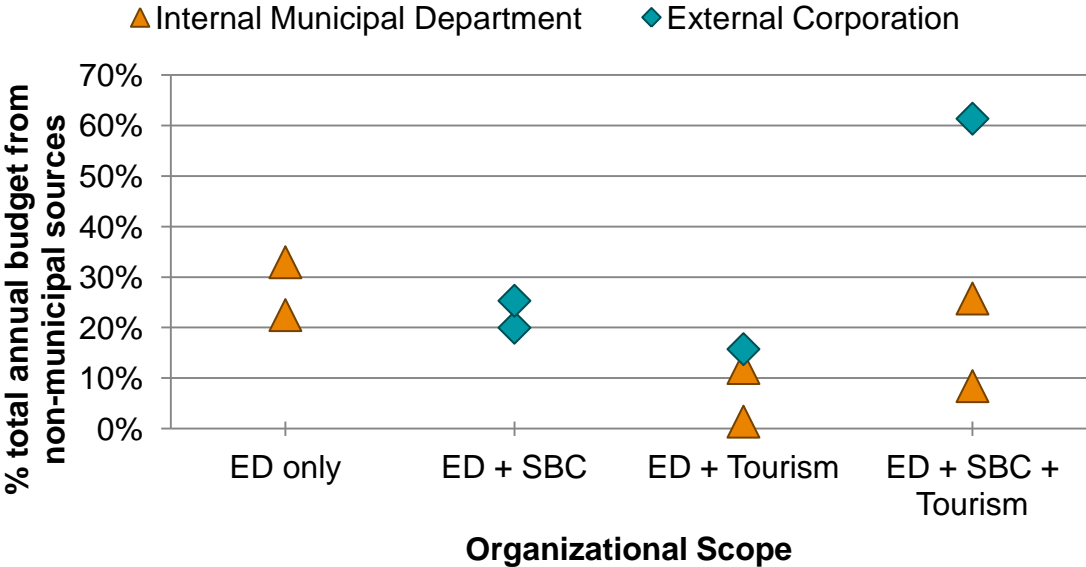 Internal Municipal Department
External Corporation
% total annual budget from
non-municipal sources
70%
60%
50%
40%
30%
20%
10%
0%
ED only
ED + SBC
ED + Tourism
ED + SBC +
Tourism
Organizational Scope